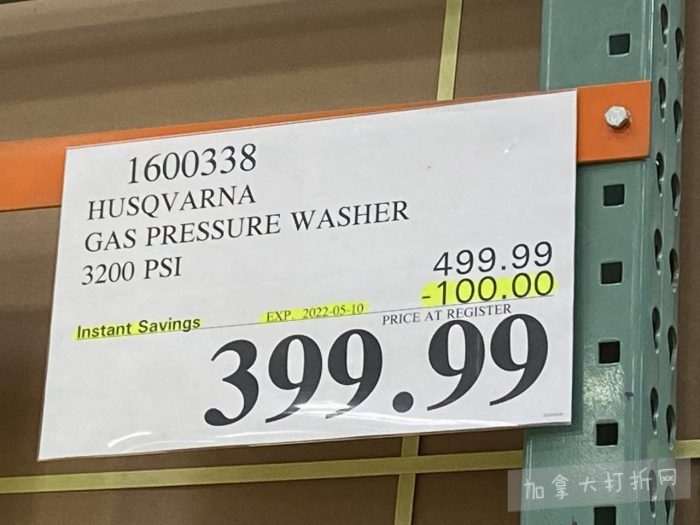 1600338
HUSQVARNA
GAS PRESSURE WASHER
3200 PSI
499.99
-100.00
Instant Savings EXP. 2022-05-10 PRICE AT REGISTER
399.99
加拿大打折网